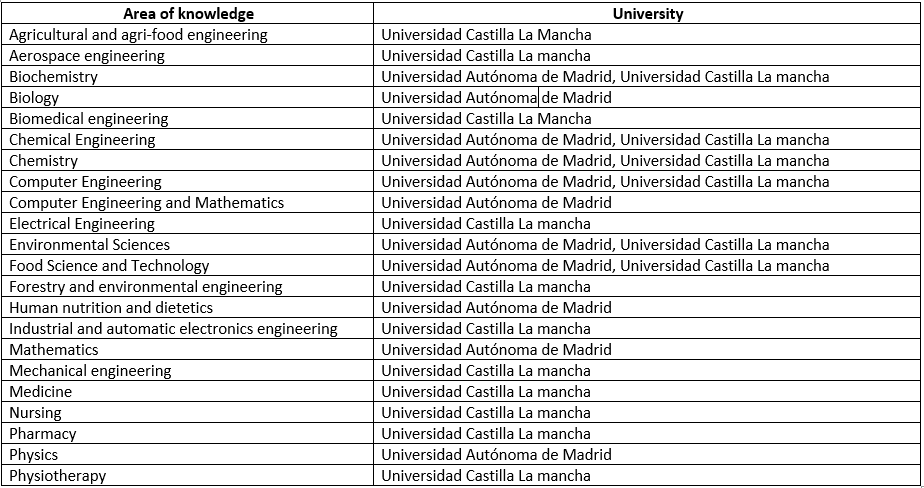 Area of knowledge University
Agricultural and agri-food engineering Universidad Castilla La Mancha
Aerospace engineering Universidad Castilla La Mancha
Biochemistry Universidad Autónoma de Madrid, Universidad Castilla La mancha
Biology Universidad Autónoma de Madrid
Biomedical engineering Universidad Castilla La Mancha
Chemical Engineering Universidad Autónoma de Madrid, Universidad Castilla La mancha
Chemistry Universidad Autónoma de Madrid, Universidad Castilla La mancha
Computer Engineering Universidad Autónoma de Madrid, Universidad Castilla La mancha
Computer Engineering and Mathematics Universidad Autónoma de Madrid
Electrical Engineering Universidad Castilla La mancha
Environmental Sciences Universidad Autónoma de Madrid, Universidad Castilla La mancha
Food Science and Technology Universidad Autónoma de Madrid, Universidad Castilla La mancha
Forestry and environmental engineering Universidad Castilla La mancha
Human nutrition and dietetics Universidad Autónoma de Madrid
Industrial and automatic electronics engineering Universidad Castilla La mancha
Mathematics Universidad Autónoma de Madrid
Mechanical engineering Universidad Castilla La mancha
Medicine Universidad Castilla La mancha
Nursing Universidad Castilla La mancha
Pharmacy Universidad Castilla La mancha
Physics Universidad Autónoma de Madrid
Physiotherapy Universidad Castilla La mancha